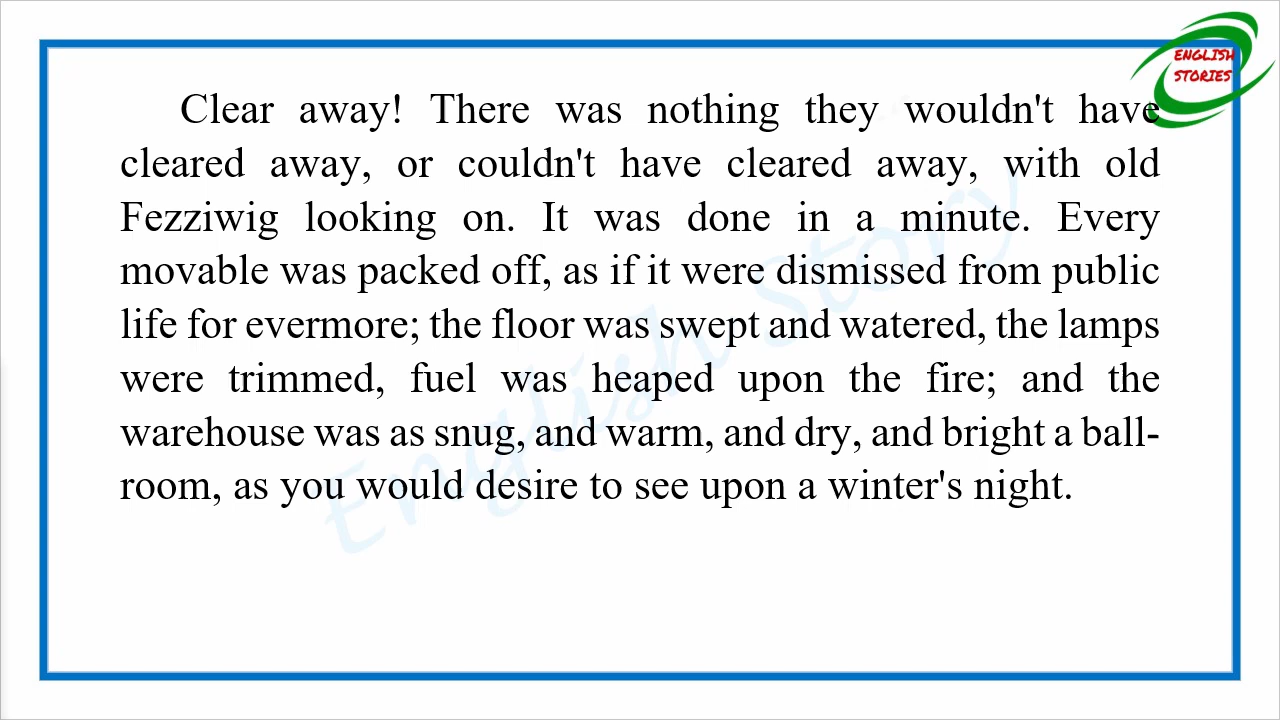 ENGLISH
STORIES
Clear away! There was nothing they wouldn't have
cleared away, or couldn't have cleared away, with old
Fezziwig looking on. It was done in a minute. Every
movable was packed off, as if it were dismissed from public
life for evermore; the floor was swept and watered, the lamps
were trimmed, fuel was heaped upon the fire; and the
warehouse was as snug, and warm, and dry, and bright a ball-
room, as you would desire to see upon a winter's night.
English Story